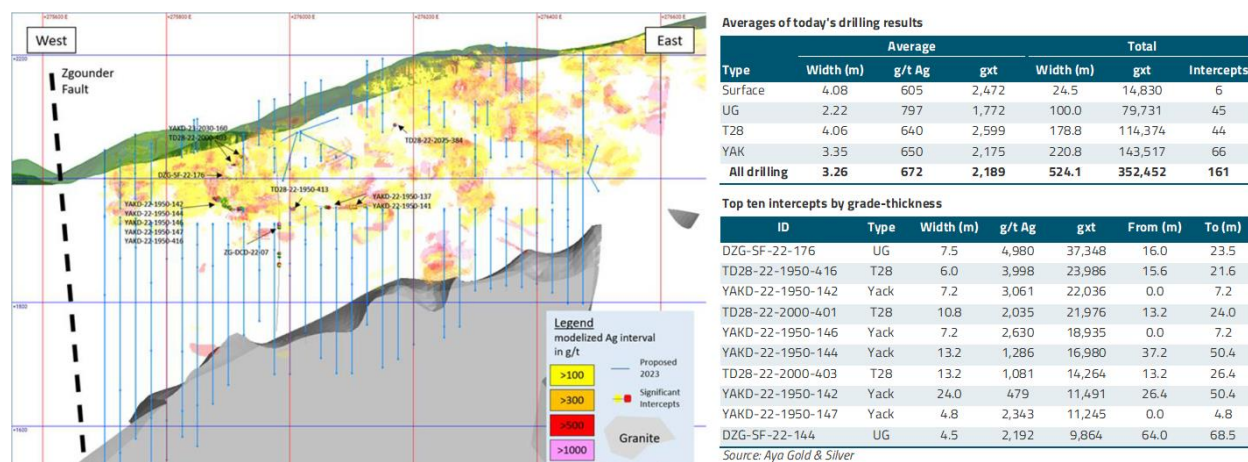 +275600 E +275800 E +276000 E +276200 E +276400 E +276600 E
West
East
Zgounder
Fault
YAKD-22-2030-160
TD28-22-2000-403
TD28-22-2025-384
DZG-SF-22-176
TD28-22-1950-413
YAKD-22-1950-142
YAKD-22-1950-144
YAKD-22-1950-146
YAKD-22-1950-147
YAKD-22-1950-416
YAKD-22-1950-137
YAKD-22-1950-141
ZG-DCD-22-07
Legend
modelized Ag interval
in g/t
>100
>300
>500
>1000
Proposed
2023
Significant
Intercepts
Granite
Averages of today's drilling results
Average Total
Type Width (m) g/t Ag gxt Width (m) gxt Intercepts
Surface 4.08 605 2,472 24.5 14,830 6
UG 2.22 797 1,772 100.0 79,731 45
T28 4.06 640 2,599 178.8 114,374 44
YAK 3.35 650 2,175 220.8 143,517 66
All drilling 3.26 672 2,189 524.1 352,452 161
Top ten intercepts by grade-thickness
ID Type Width (m) g/t Ag gxt From (m) To (m)
DZG-SF-22-176 UG 7.5 4,980 37,348 16.0 23.5
TD28-22-1950-416 T28 6.0 3,998 23,986 15.6 21.6
YAKD-22-1950-142 Yack 7.2 3,061 22,036 0.0 7.2
TD28-22-2000-401 T28 10.8 2,035 21,976 13.2 24.0
YAKD-22-1950-146 Yack 7.2 2,630 18,935 0.0 7.2
YAKD-22-1950-144 Yack 13.2 1,286 16,980 37.2 50.4
TD28-22-2000-403 T28 13.2 1,081 14,264 13.2 26.4
YAKD-22-1950-142 Yack 24.0 479 11,491 26.4 50.4
YAKD-22-1950-147 Yack 4.8 2,343 11,245 0.0 4.8
DZG-SF-22-144 UG 4.5 2,192 9,864 64.0 68.5
Source: Aya Gold & Silver